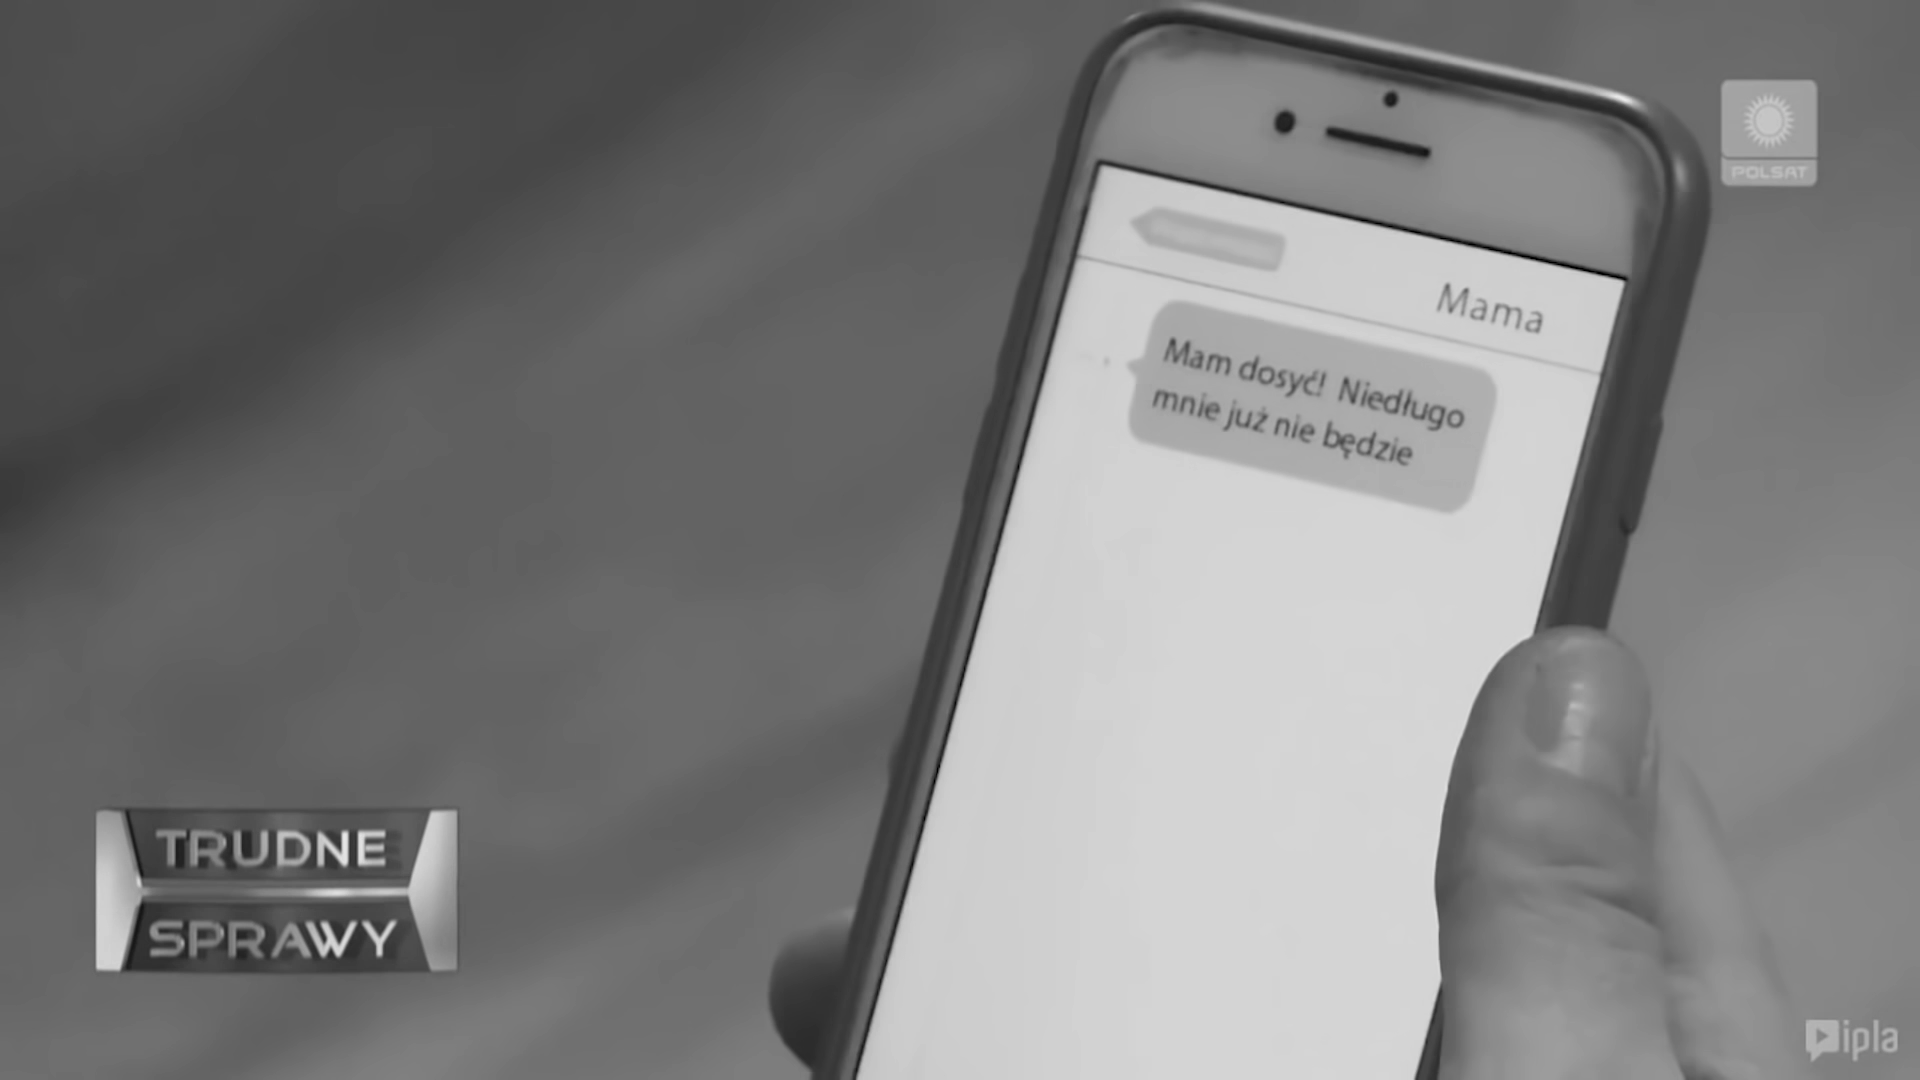 POLSAT
Mama
Mam dosyć! Niedługo
mnie już nie będzie
TRUDNE
SPRAWY
ipla